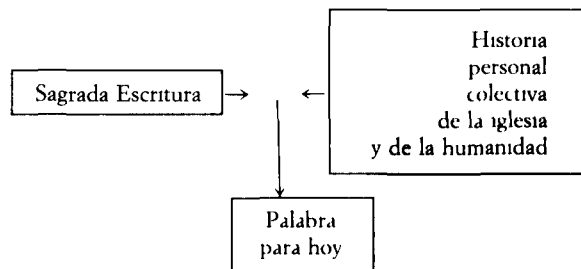 Sagrada Escritura
Historia
personal
colectiva
de la iglesia
y de la humanidad
Palabra
para hoy